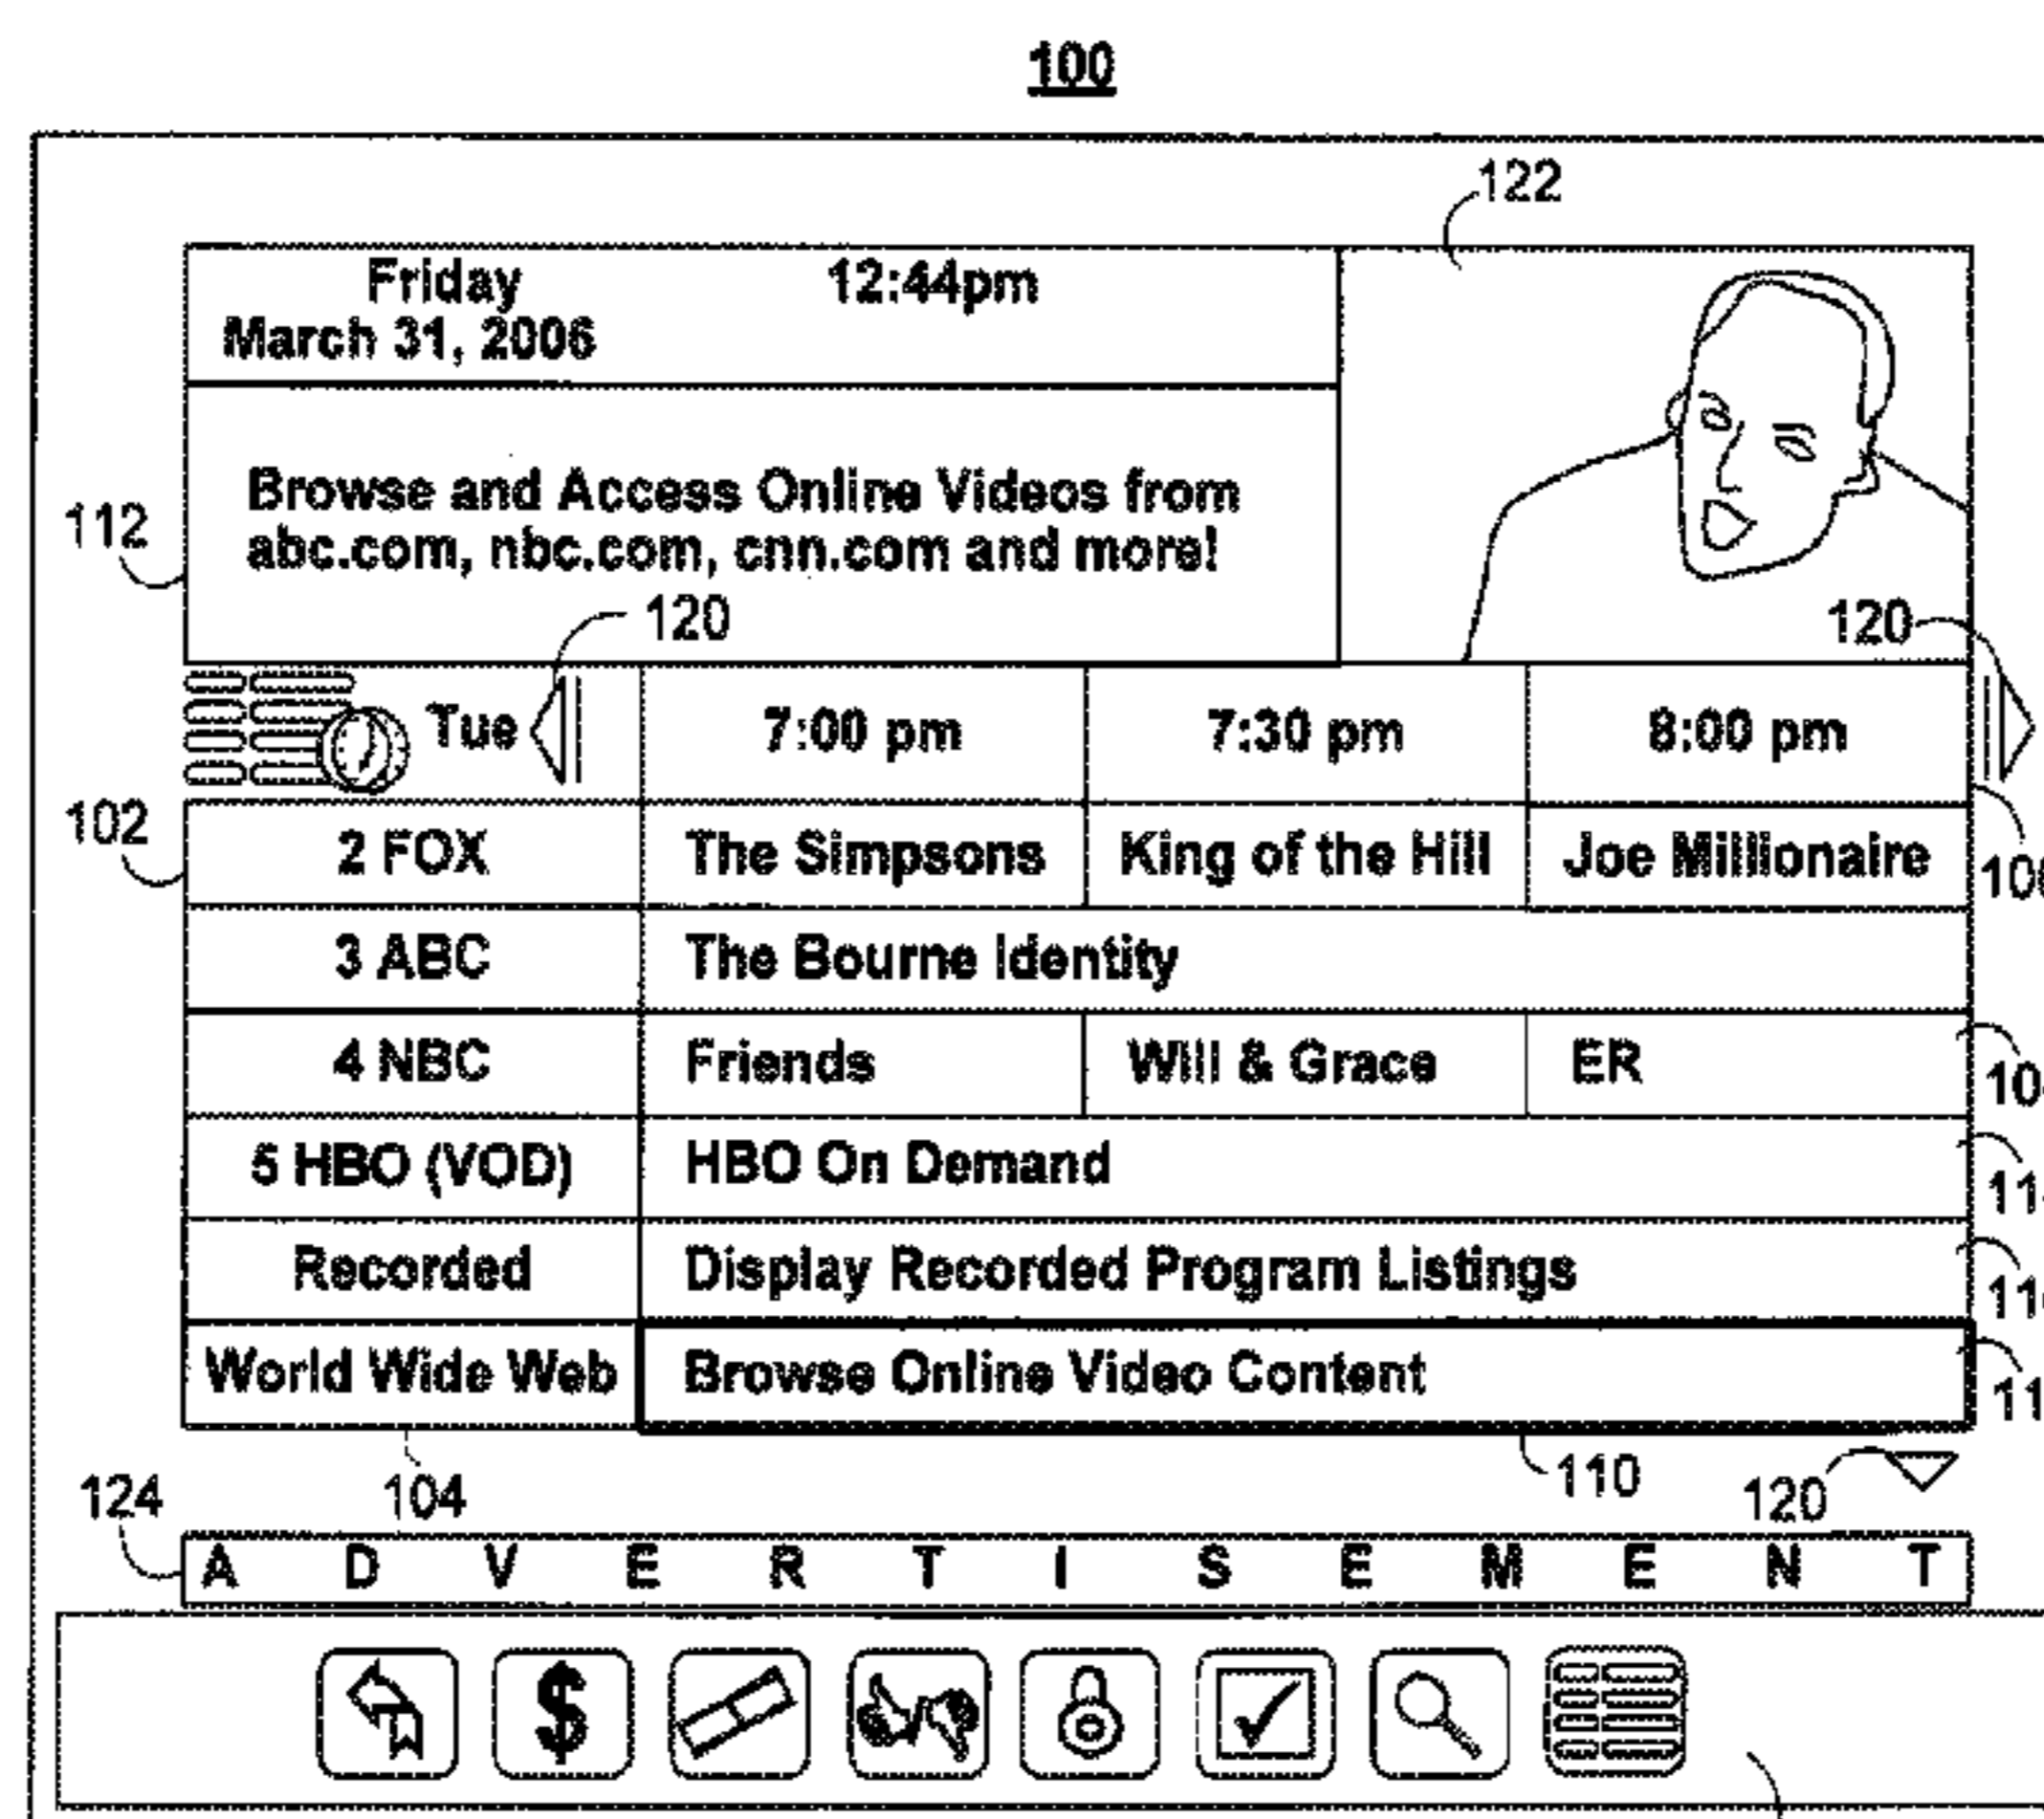 100
122
Friday 12:44pm
March 31, 2006
Browse and Access Online Videos from
abc.com, nbc.com, cnn.com and more!
112
120
120
Tue 7:00 pm 7:30 pm 8:00 pm
102
2 FOX The Simpsons King of the Hill Joe Millionaire
3 ABC The Bourne Identity
4 NBC Friends Will & Grace ER
5 HBO (VOD) HBO On Demand
Recorded Display Recorded Program Listings
World Wide Web Browse Online Video Content
124 104 110 120
A D V E R T I S E M E N T
$